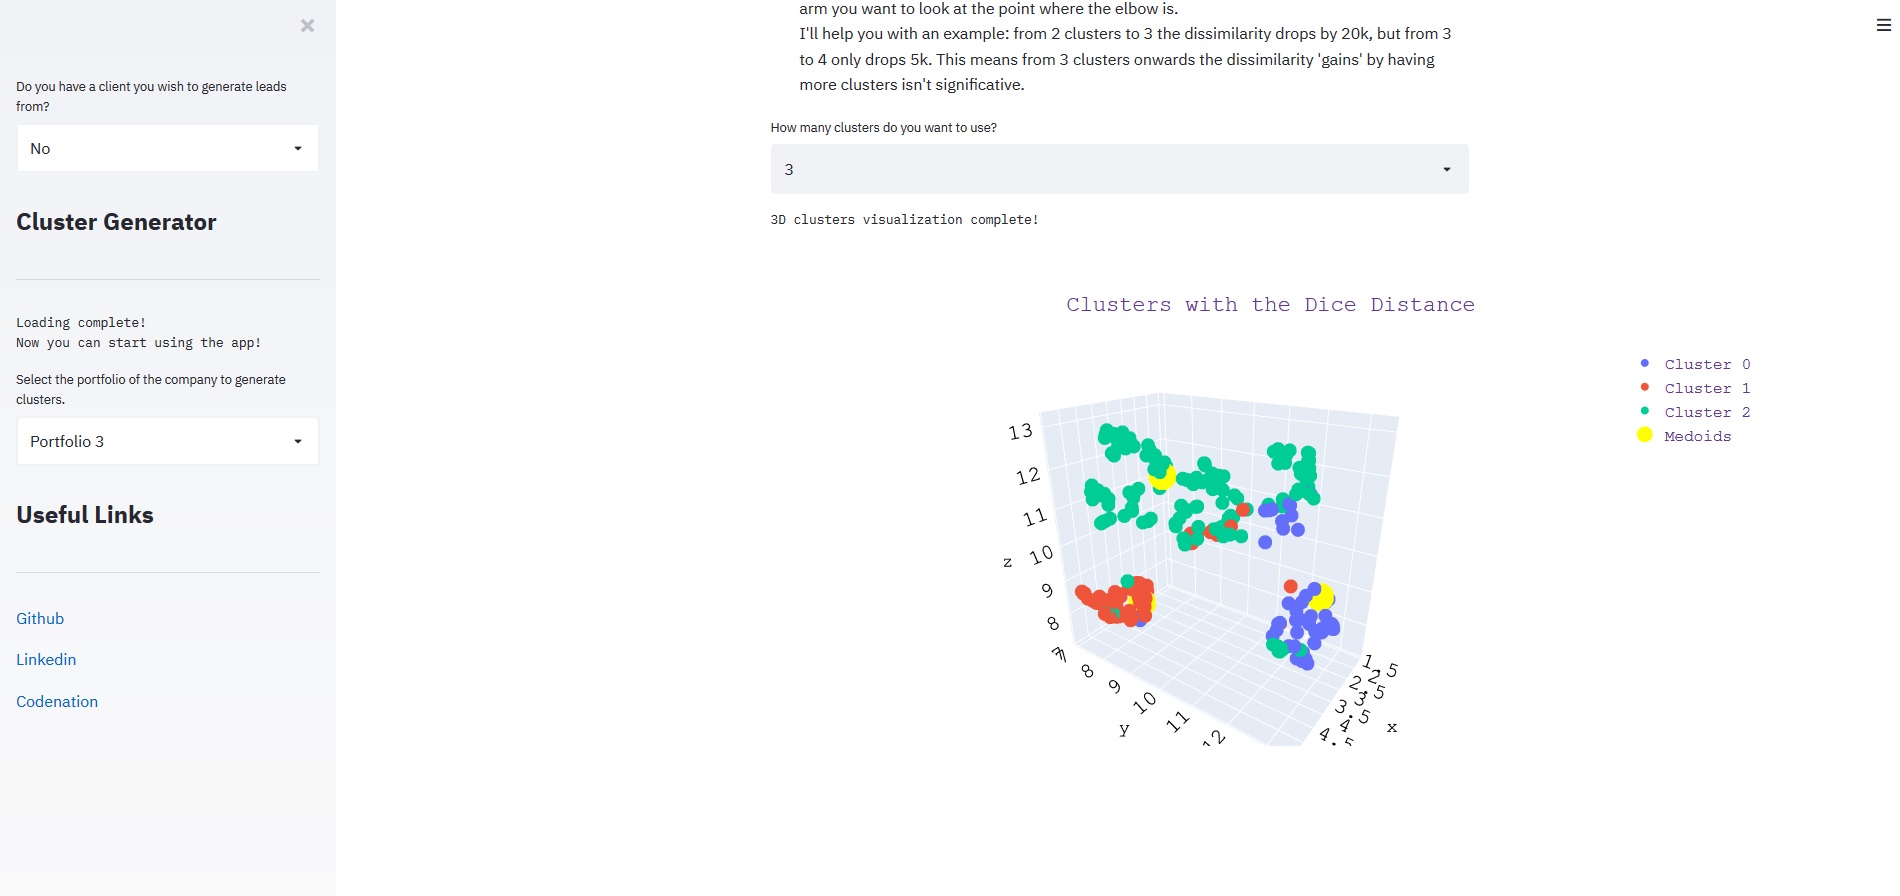 ×
Do you have a client you wish to generate leads
from?
No
Cluster Generator
Loading complete!
Now you can start using the app!
Select the portfolio of the company to generate
clusters.
Portfolio 3
Useful Links
Github
Linkedin
Codenation
arm you want to look at the point where the elbow is.
I'll help you with an example: from 2 clusters to 3 the dissimilarity drops by 20k, but from 3
to 4 only drops 5k. This means from 3 clusters onwards the dissimilarity 'gains' by having
more clusters isn't significative.
How many clusters do you want to use?
3
3D clusters visualization complete!
Clusters with the Dice Distance
Cluster 0
Cluster 1
Cluster 2
Medoids
13
12
11
10
9
8
7
z
7
8
9
10
11
12
y
1.5
2
2.5
3
3.5
4
4.5
x